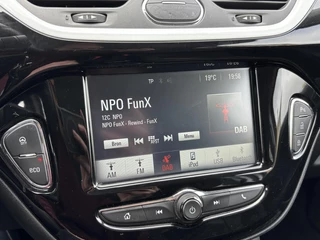 TP
19°C
19:56
NPO FunX
12C NPO
NPO FunX - Rewind - FunX
DAB
Bron
Menu
AM
FM
DAB
iPod
ECO